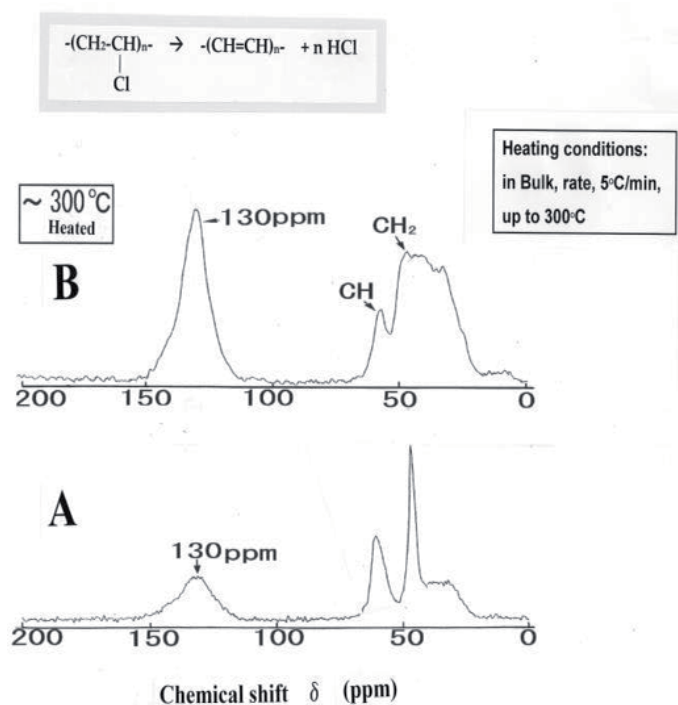 -(CH2-CH)n- → -(CH=CH)n- + n HCl
Cl
Heating conditions:
in Bulk, rate, 5°C/min,
up to 300°C
~ 300°C
Heated
130ppm
CH2
CH
B
200 150 100 50 0
A
130ppm
200 150 100 50 0
Chemical shift δ (ppm)